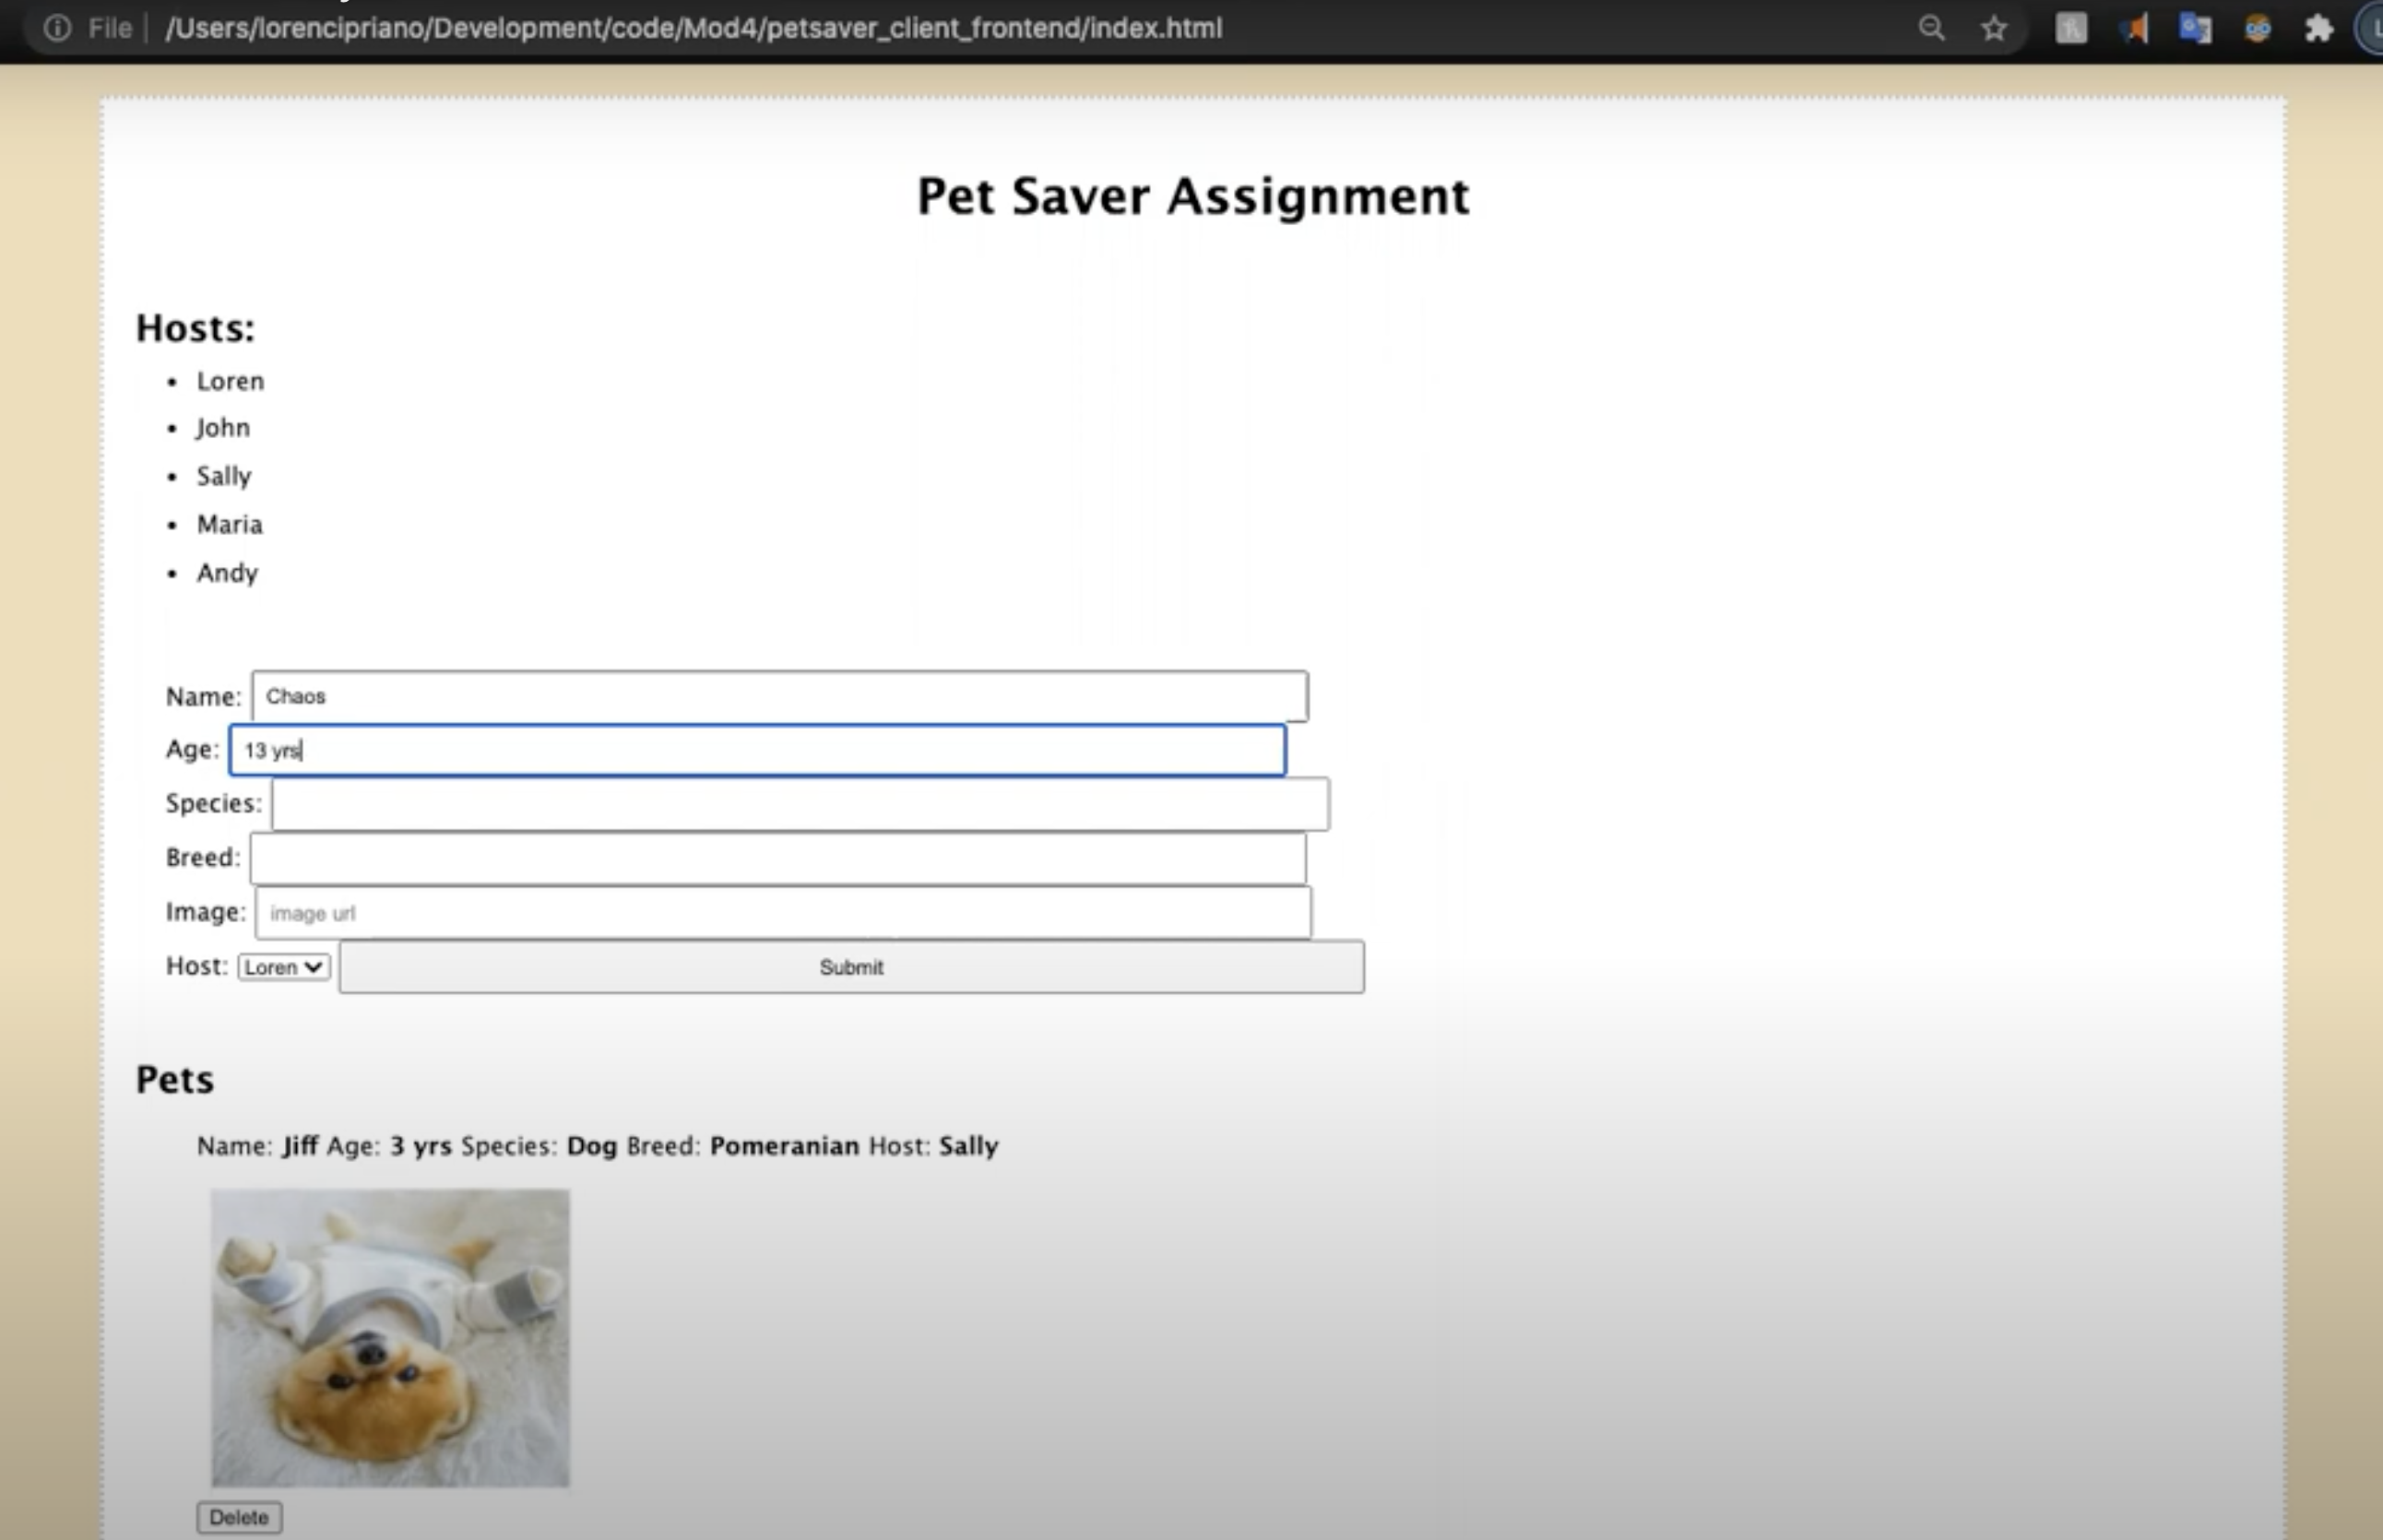 File | /Users/lorencipriano/Development/code/Mod4/petsaver_client_frontend/index.html
Pet Saver Assignment
Hosts:
• Loren
• John
• Sally
• Maria
• Andy
Name: Chaos
Age: 13 yrs
Species:
Breed:
Image: image url
Host: Loren Submit
Pets
Name: Jiff Age: 3 yrs Species: Dog Breed: Pomeranian Host: Sally
Delete